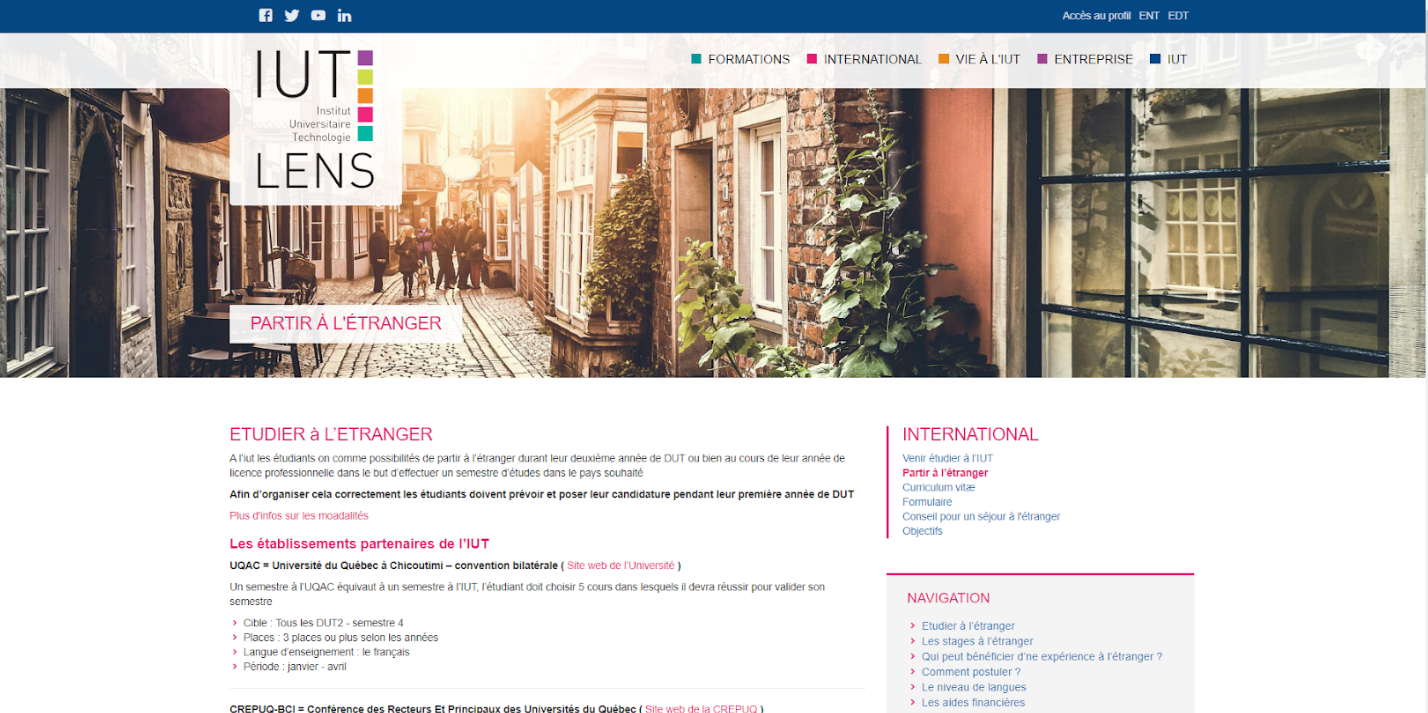 Accès au profil ENT EDT
IUT
Institut
Universitaire
Technologie
LENS
FORMATIONS INTERNATIONAL VIE À L'IUT ENTREPRISE IUT
PARTIR À L'ÉTRANGER
ETUDIER à L'ETRANGER
A l'iut les étudiants on comme possibilités de partir à l'étranger durant leur deuxième année de DUT ou bien au cours de leur année de
licence professionnelle dans le but d'effectuer un semestre d'études dans le pays souhaité
Afin d'organiser cela correctement les étudiants doivent prévoir et poser leur candidature pendant leur première année de DUT
Plus d'infos sur les moadalités
Les établissements partenaires de l'IUT
UQAC = Université du Québec à Chicoutimi – convention bilatérale ( Site web de l'Université )
Un semestre à l'UQAC équivaut à un semestre à l'IUT, l'étudiant doit choisir 5 cours dans lesquels il devra réussir pour valider son
semestre
Cible : Tous les DUT2 - semestre 4
Places : 3 places ou plus selon les années
Langue d'enseignement : le français
Période : janvier - avril
CREPUQ-BCI = Conférence des Recteurs Et Principaux des Universités du Québec ( Site web de la CREPUQ )
INTERNATIONAL
Venir étudier à l'IUT
Partir à l'étranger
Curriculum vitæ
Formulaire
Conseil pour un séjour à l'étranger
Objectifs
NAVIGATION
Etudier à l'étranger
Les stages à l'étranger
Qui peut bénéficier d'ne expérience à l'étranger ?
Comment postuler ?
Le niveau de langues
Les aides financières